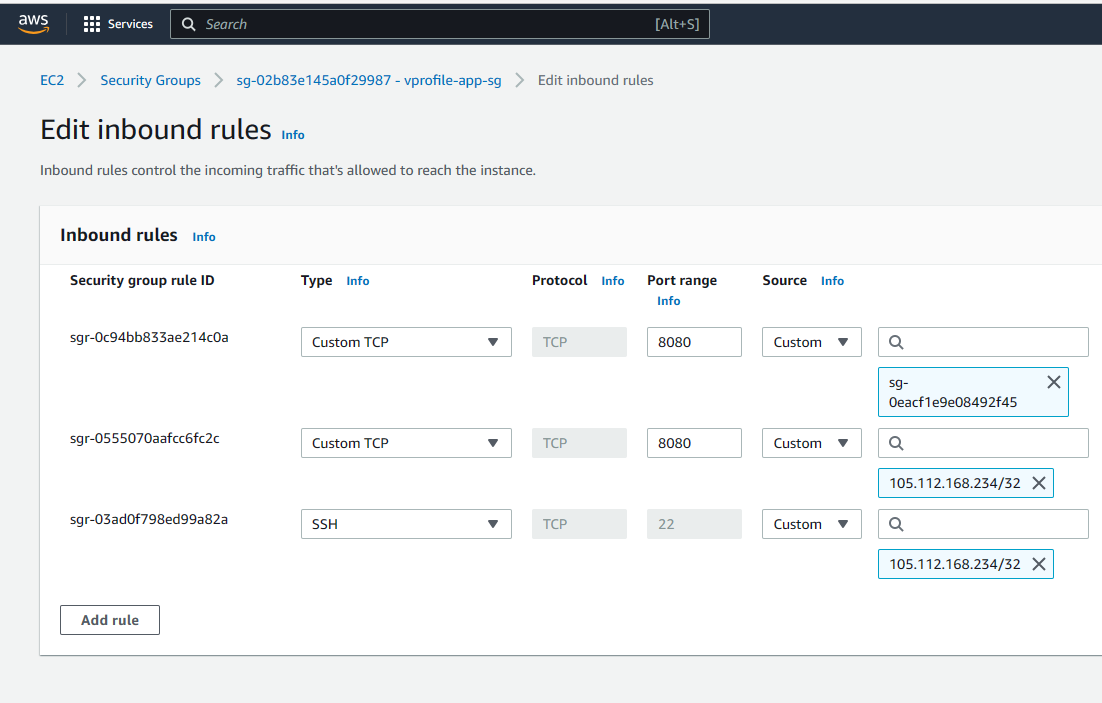 aws Services Search [Alt+S]
EC2 Security Groups sg-02b83e145a0f29987 - vprofile-app-sg Edit inbound rules
Edit inbound rules Info
Inbound rules control the incoming traffic that's allowed to reach the instance.
Inbound rules Info
Security group rule ID Type Info Protocol Info Port range Source Info
Info
sgr-0c94bb833ae214c0a Custom TCP TCP 8080 Custom
sg-
0eacf1e9e08492f45
sgr-0555070aafcc6fc2c Custom TCP TCP 8080 Custom
105.112.168.234/32
sgr-03ad0f798ed99a82a SSH TCP 22 Custom
105.112.168.234/32
Add rule